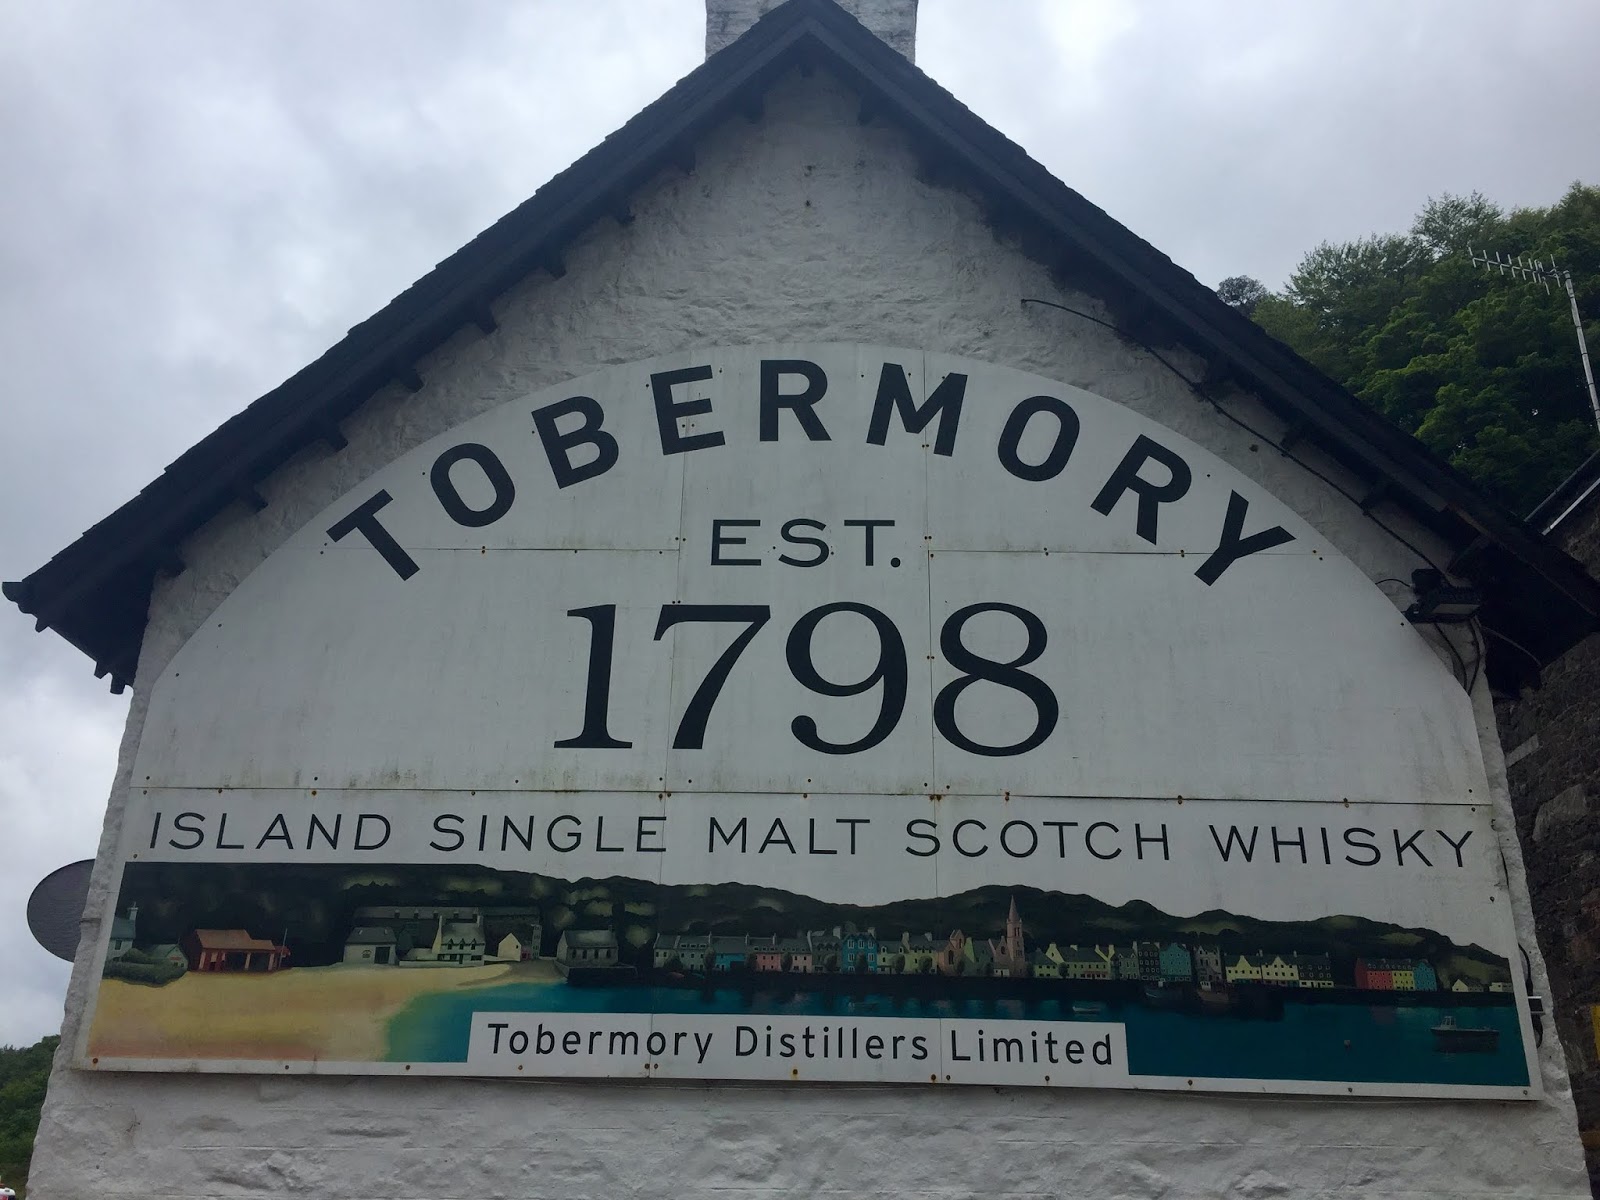 TOBERMORY
EST.
1798
ISLAND SINGLE MALT SCOTCH WHISKY
Tobermory Distillers Limited